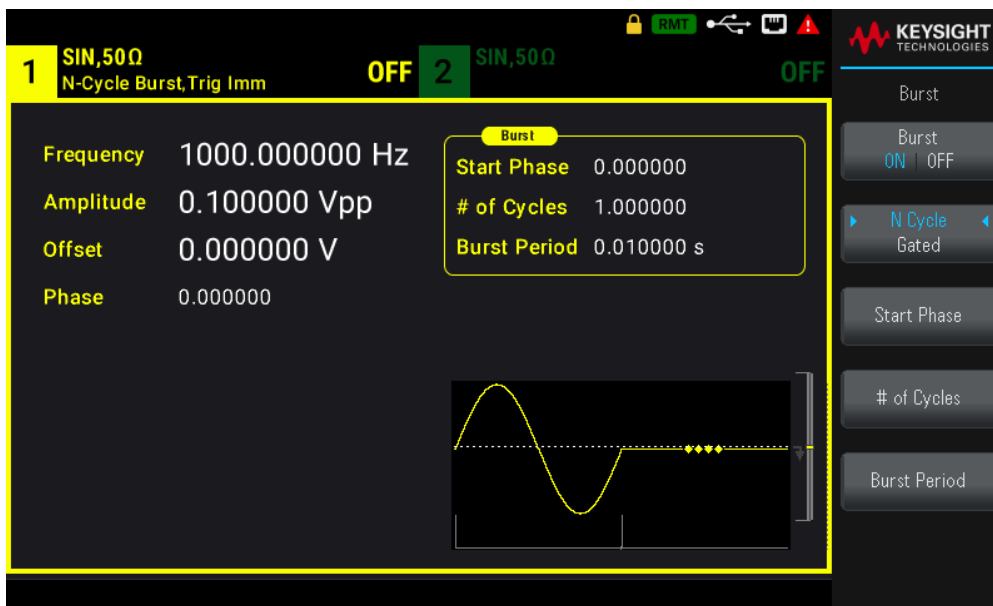 RMT
KEYSIGHT
TECHNOLOGIES
1
SIN,50Ω
N-Cycle Burst,Trig Imm
OFF
2
SIN,50Ω
OFF
Burst
Frequency 1000.000000 Hz
Amplitude 0.100000 Vpp
Offset 0.000000 V
Phase 0.000000
Burst
Start Phase 0.000000
# of Cycles 1.000000
Burst Period 0.010000 s
Burst
ON | OFF
N Cycle
Gated
Start Phase
# of Cycles
Burst Period